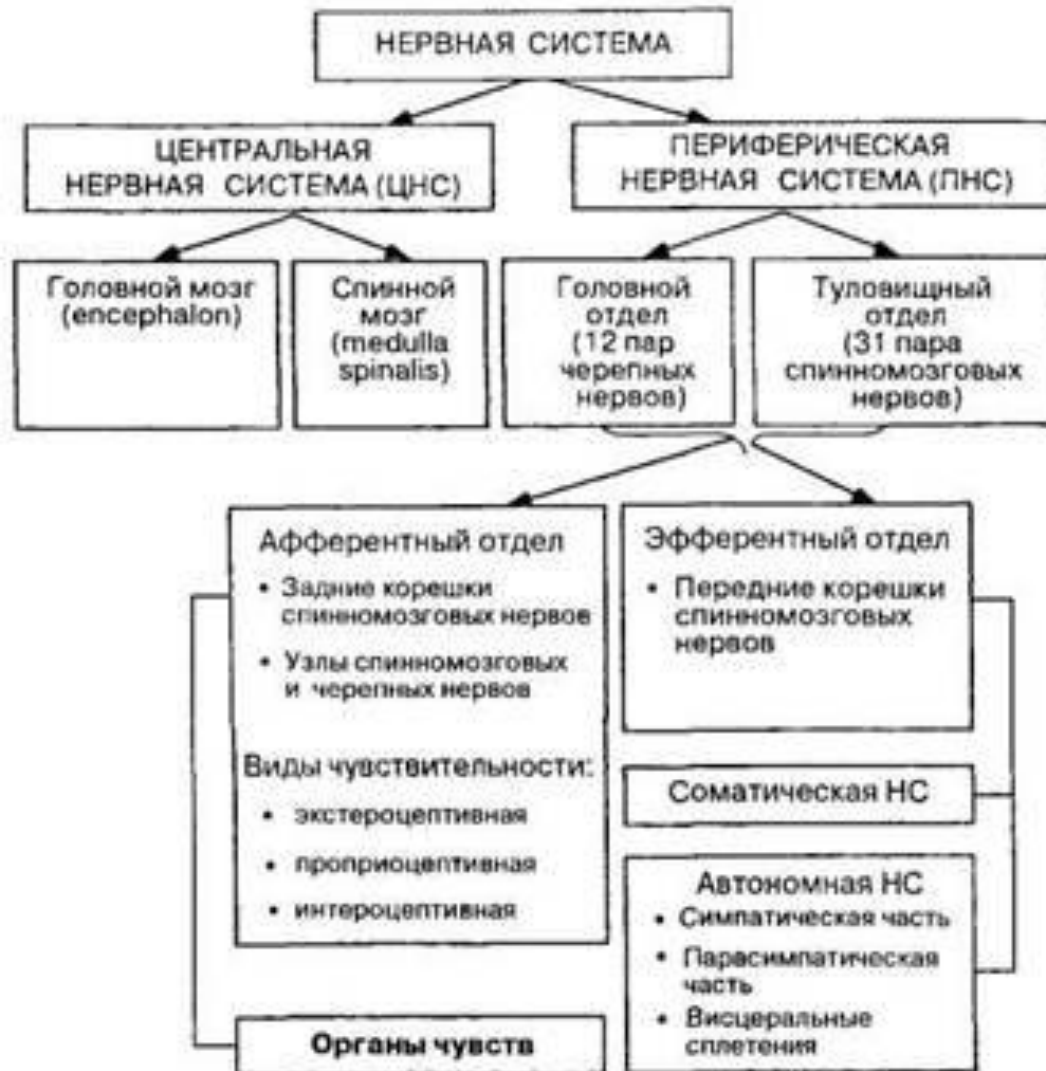 НЕРВНАЯ СИСТЕМА
ЦЕНТРАЛЬНАЯ
НЕРВНАЯ СИСТЕМА (ЦНС)
ПЕРИФЕРИЧЕСКАЯ
НЕРВНАЯ СИСТЕМА (ПНС)
Головной мозг
(encephalon)
Спинной
мозг
(medulla
spinalis)
Головной
отдел
(12 пар
черепных
нервов)
Туловищный
отдел
(31 пара
спинномозговых
нервов)
Афферентный отдел
• Задние корешки
спинномозговых нервов
• Узлы спинномозговых
и черепных нервов
Виды чувствительности:
• экстероцептивная
• проприоцептивная
• интероцептивная
Органы чувств
Эфферентный отдел
• Передние корешки
спинномозговых
нервов
Соматическая НС
Автономная НС
• Симпатическая часть
• Парасимпатическая
часть
• Висцеральные
сплетения